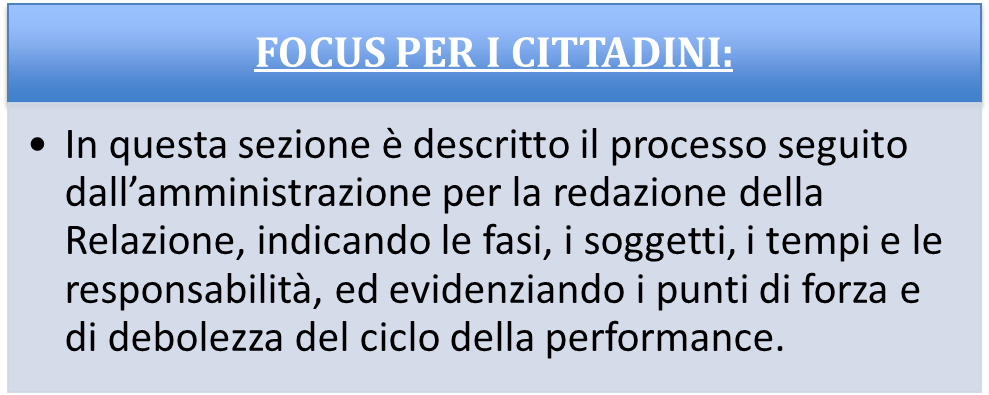 FOCUS PER I CITTADINI:
• In questa sezione è descritto il processo seguito
dall’amministrazione per la redazione della
Relazione, indicando le fasi, i soggetti, i tempi e le
responsabilità, ed evidenziando i punti di forza e
di debolezza del ciclo della performance.